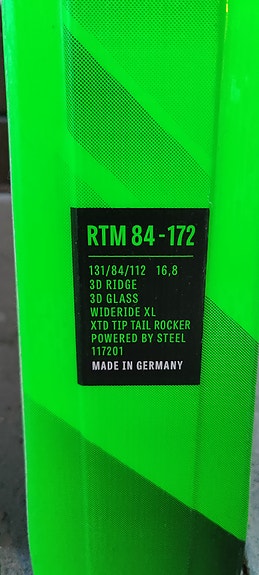 RTM 84-172
131/84/112 16,8
3D RIDGE
3D GLASS
WIDERIDE XL
XTD TIP TAIL ROCKER
POWERED BY STEEL
117201
MADE IN GERMANY